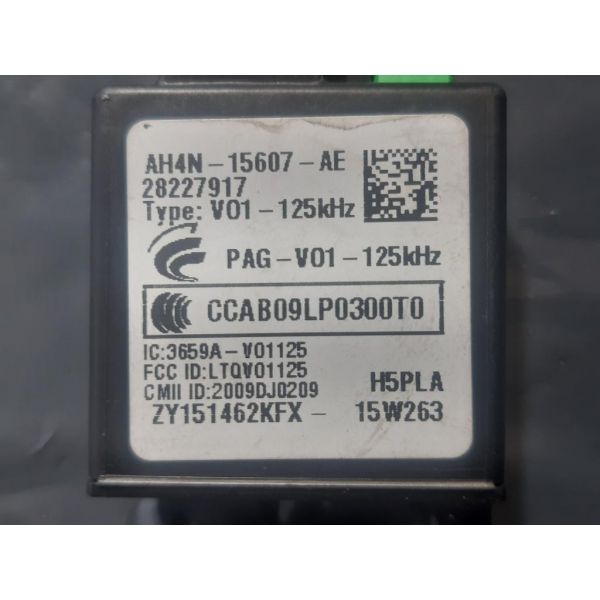 AH4N-15607-AE
28227917
Type: V01-125kHz
PAG-V01-125kHz
CCAB09LP0300T0
IC:3659A-V01125
FCC ID:LTQV01125
CMII ID:2009DJ0209
H5PLA
ZY151462KFX- 15W263